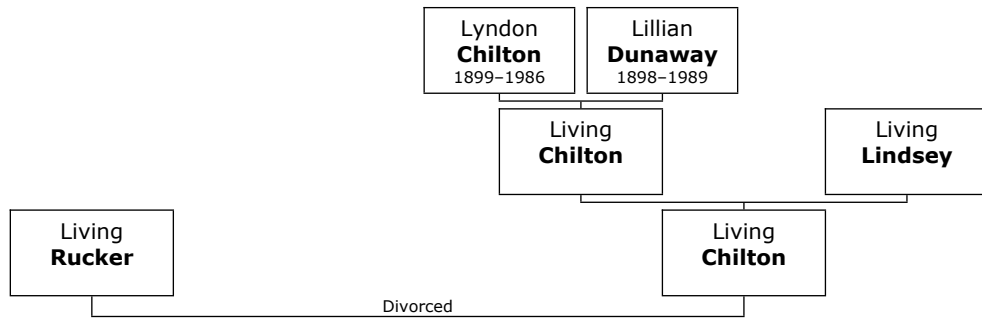 Lyndon
Chilton
1899–1986
Lillian
Dunaway
1898–1989
Living
Chilton
Living
Lindsey
Living
Rucker
Living
Chilton
Divorced